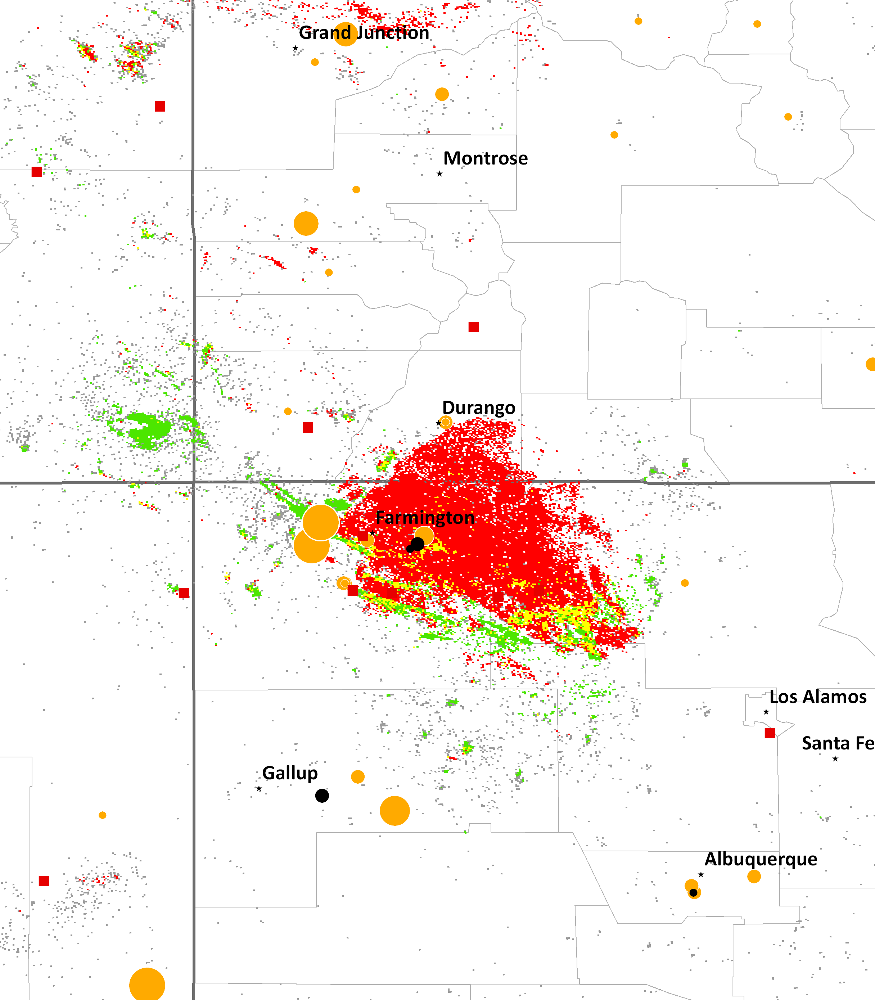 Grand Junction
Montrose
Durango
Farmington
Los Alamos
Santa Fe
Gallup
Albuquerque